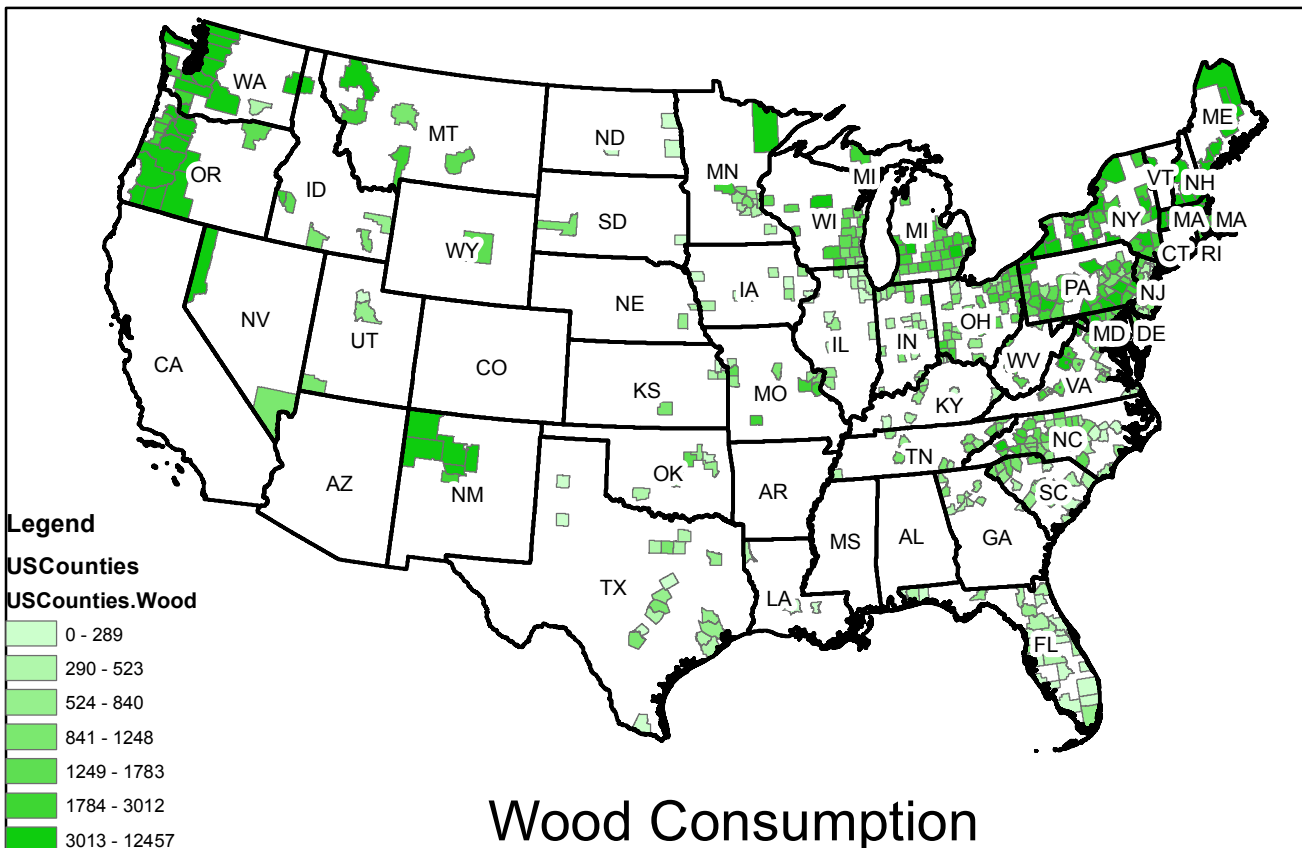 WA
MT
ND
MN
ME
OR
ID
SD
WI
MI
MI
VT
NH
NY
MA
MA
CT
RI
WY
NE
IA
PA
NJ
NV
UT
CO
IL
IN
OH
MD
DE
WV
VA
CA
KS
MO
KY
AZ
NM
OK
AR
TN
NC
SC
MS
AL
GA
TX
LA
FL
Legend
USCounties
USCounties.Wood
0 - 289
290 - 523
524 - 840
841 - 1248
1249 - 1783
1784 - 3012
3013 - 12457
Wood Consumption